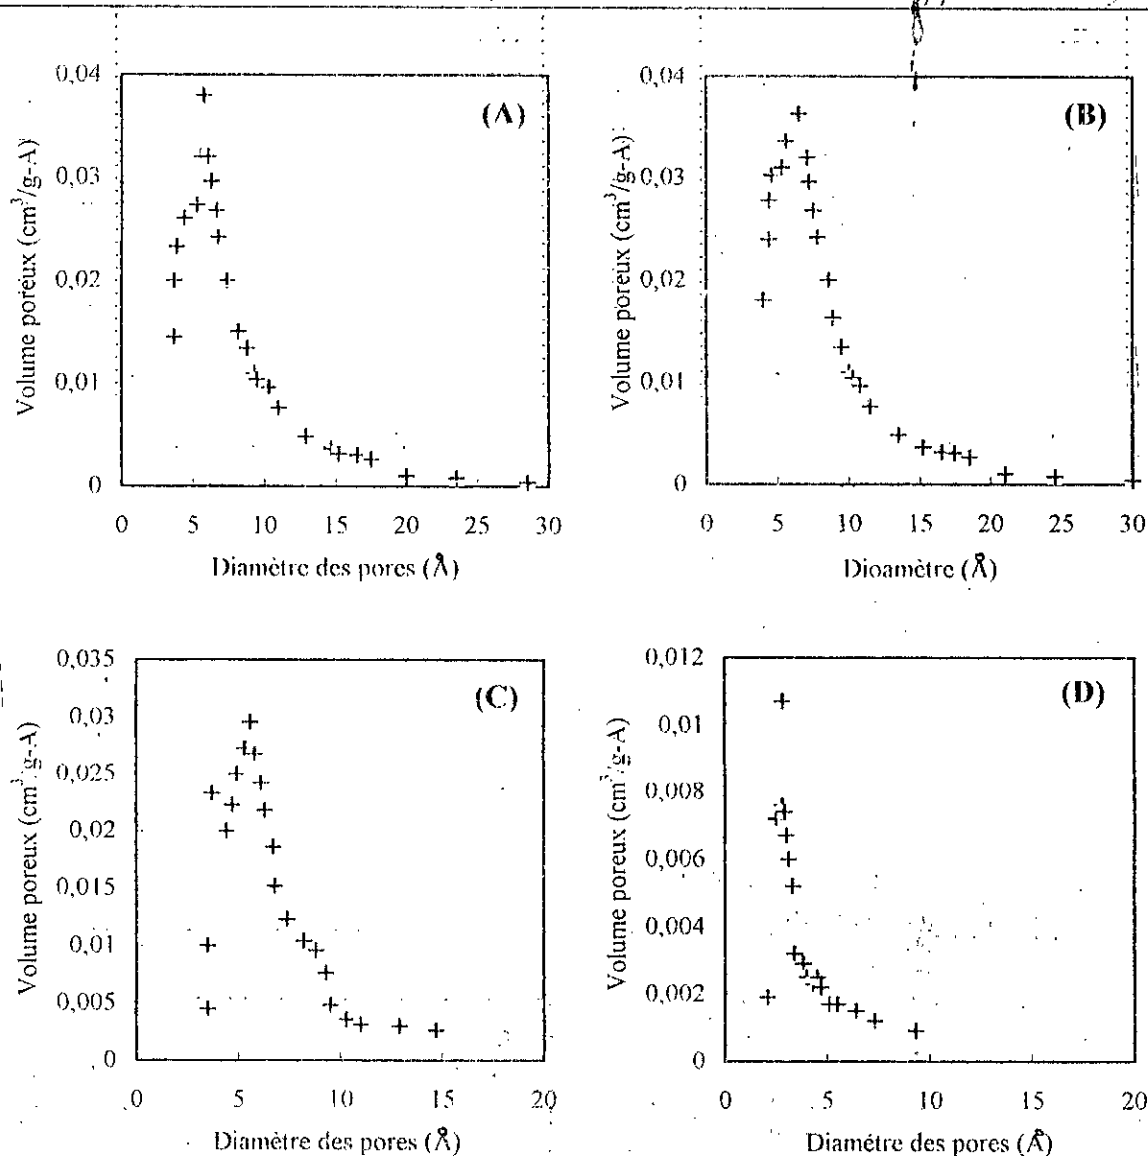 0,04
0,03
0,02
0,01
0
Volume poreux (cm³/g-A)
(A)
0 5 10 15 20 25 30
Diamètre des pores (Å)
0,04
0,03
0,02
0,01
0
Volume poreux (cm³/g-A)
(B)
0 5 10 15 20 25 30
Dioamètre (Å)
0,035
0,03
0,025
0,02
0,015
0,01
0,005
0
Volume poreux (cm³/g-A)
(C)
0 5 10 15 20
Diamètre des pores (Å)
0,012
0,01
0,008
0,006
0,004
0,002
0
Volume poreux (cm³/g-A)
(D)
0 5 10 15 20
Diamètre des pores (Å)